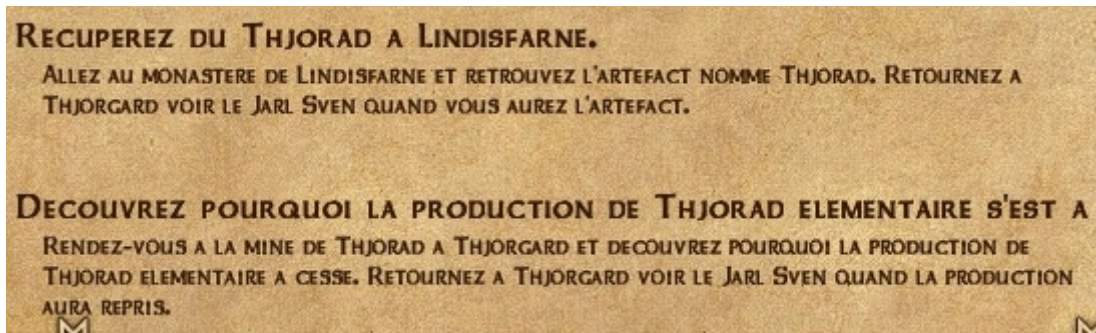 RECUPEREZ DU THJORAD A LINDISFARNE.
ALLEZ AU MONASTERE DE LINDISFARNE ET RETROUVEZ L'ARTEFACT NOMME THJORAD. RETOURNEZ A
THJORGARD VOIR LE JARL SVEN QUAND VOUS AUREZ L'ARTEFACT.
DECOUVREZ POURQUOI LA PRODUCTION DE THJORAD ELEMENTAIRE S'EST A
RENDEZ-VOUS A LA MINE DE THJORAD A THJORGARD ET DECOUVREZ POURQUOI LA PRODUCTION DE
THJORAD ELEMENTAIRE A CESSE. RETOURNEZ A THJORGARD VOIR LE JARL SVEN QUAND LA PRODUCTION
AURA REPRIS.